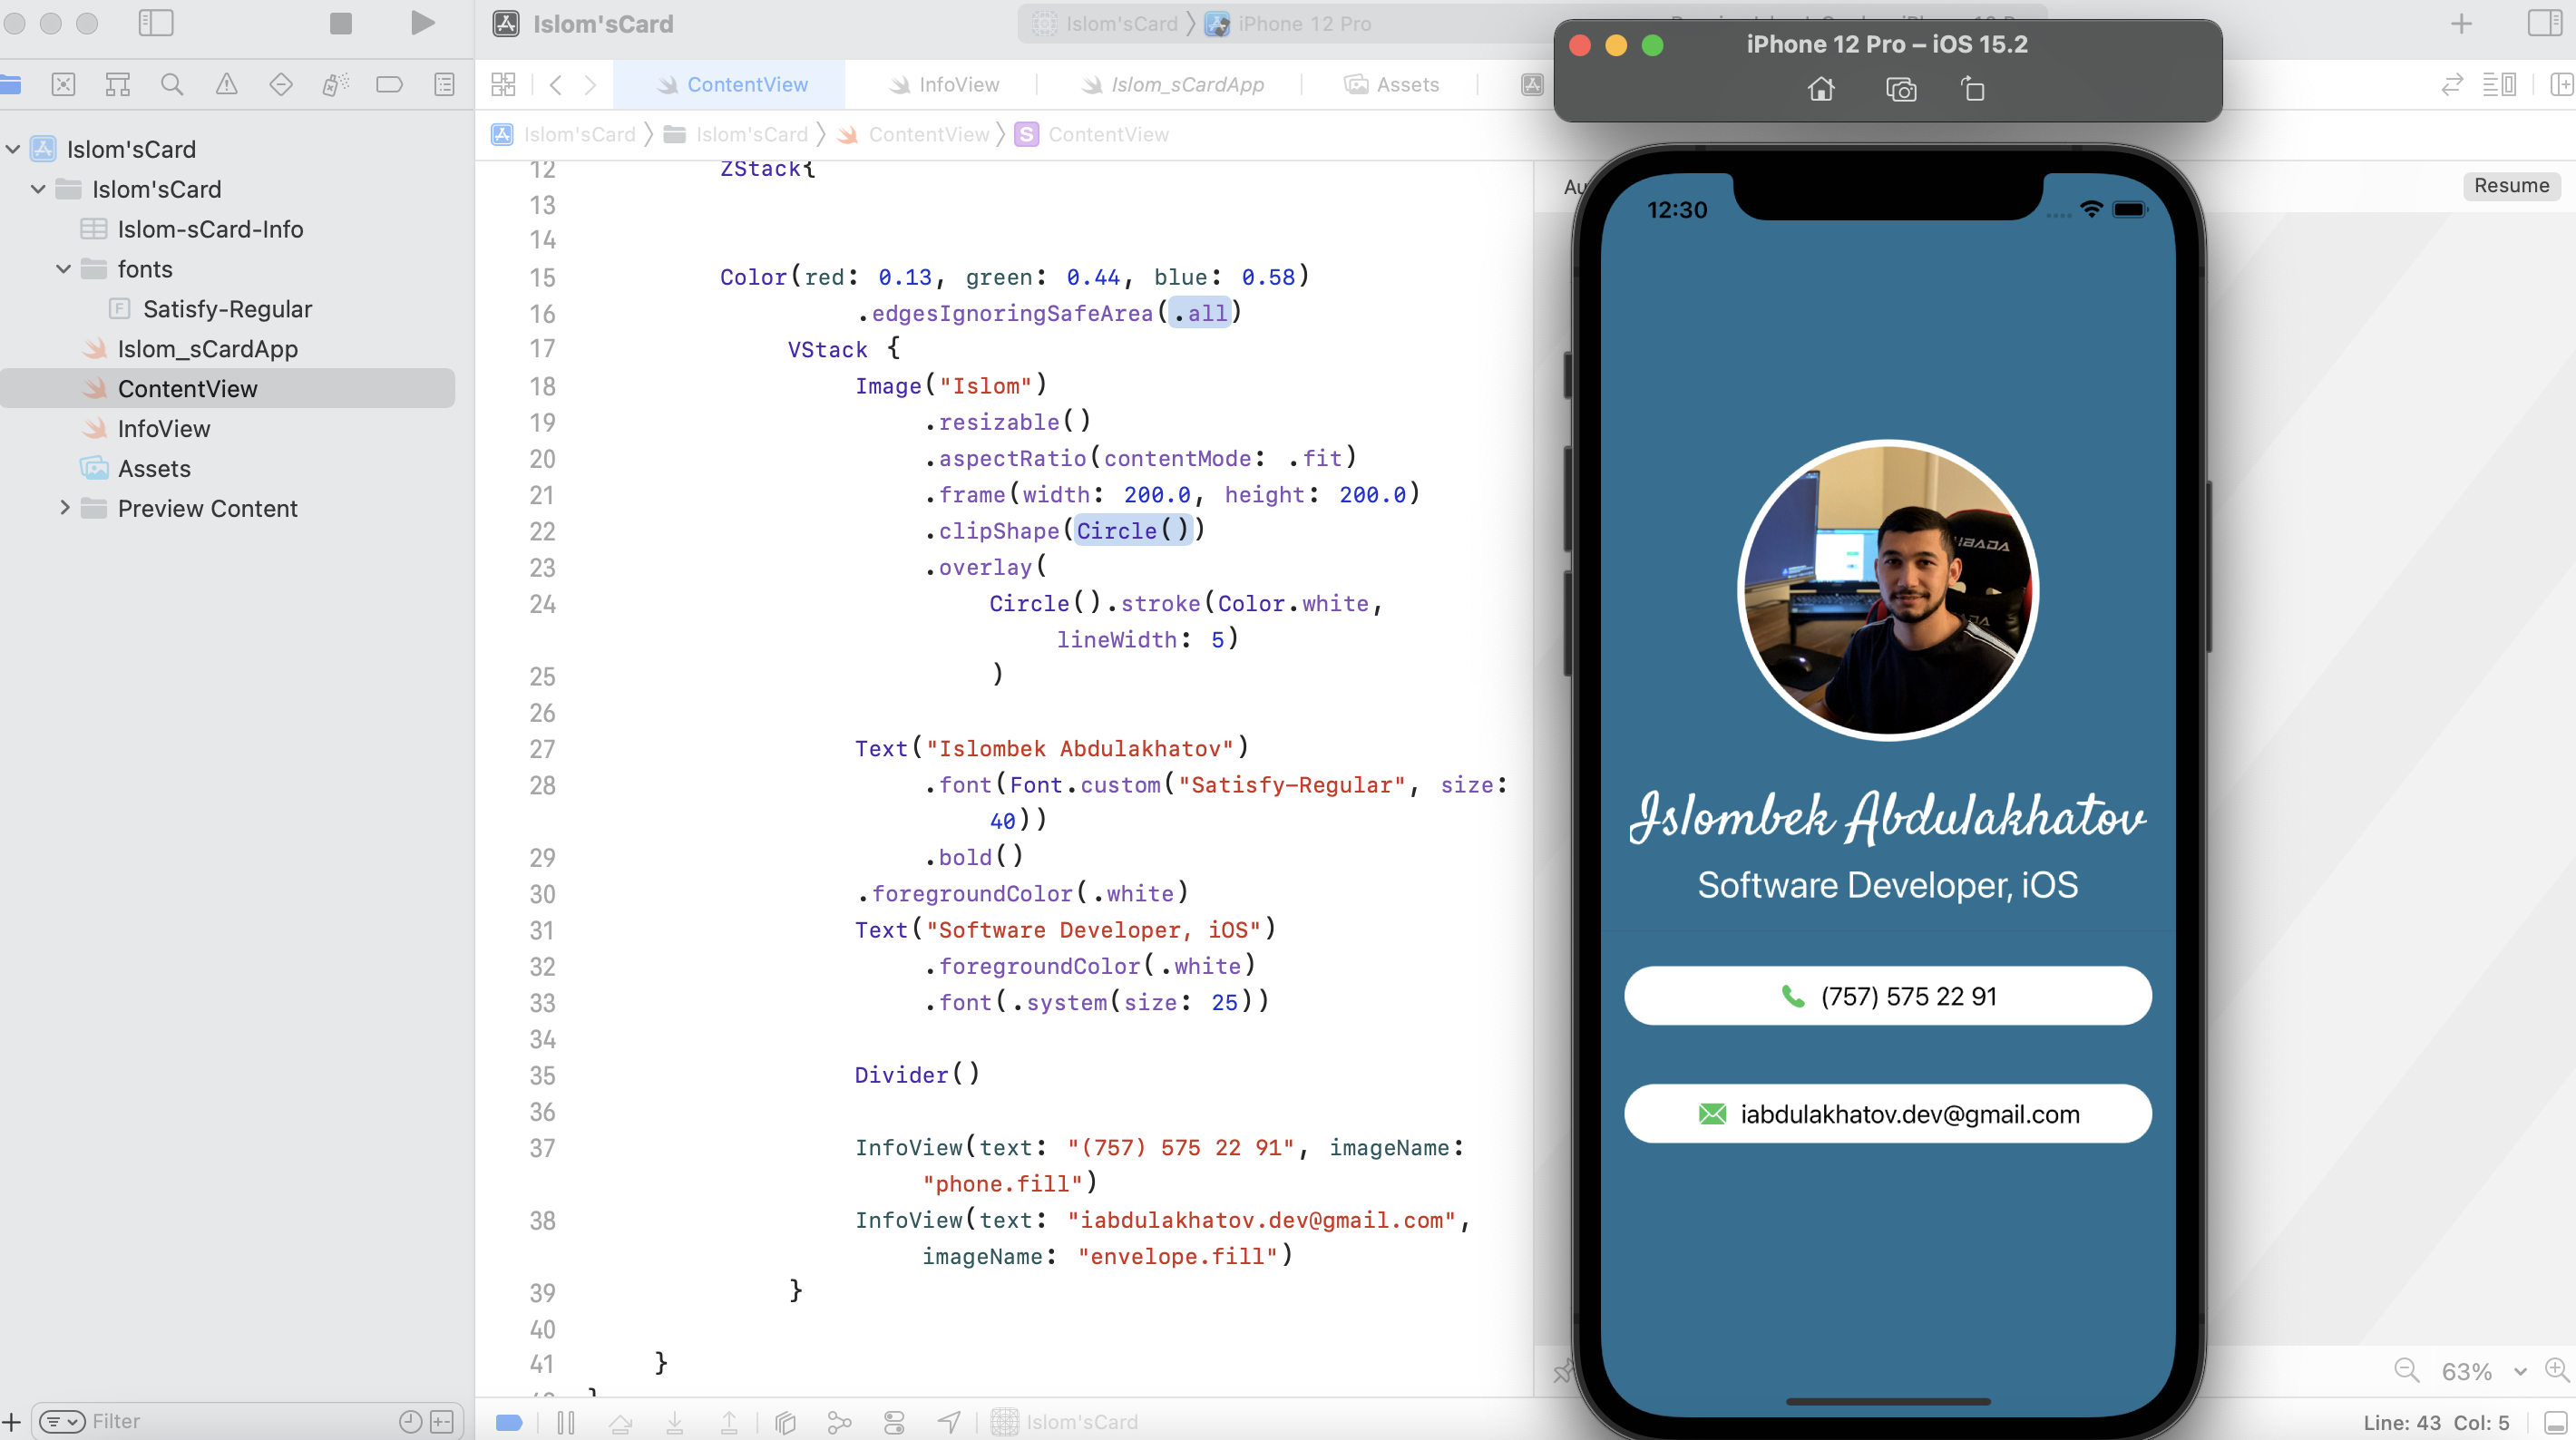 Islom'sCard
Islom'sCard
iPhone 12 Pro
iPhone 12 Pro – iOS 15.2
ContentView
InfoView
Islom_sCardApp
Assets
Islom'sCard
Islom'sCard
ContentView
S
ContentView
Resume
Islom'sCard
Islom'sCard
Islom-sCard-Info
fonts
F
Satisfy-Regular
Islom_sCardApp
ContentView
InfoView
Assets
Preview Content
12 ZStack{
13
14
15 Color(red: 0.13, green: 0.44, blue: 0.58)
16 .edgesIgnoringSafeArea(.all)
17 VStack {
18 Image("Islom")
19 .resizable()
20 .aspectRatio(contentMode: .fit)
21 .frame(width: 200.0, height: 200.0)
22 .clipShape(Circle())
23 .overlay(
24 Circle().stroke(Color.white,
lineWidth: 5)
25 )
26
27 Text("Islombek Abdulakhatov")
28 .font(Font.custom("Satisfy-Regular", size:
40))
29 .bold()
30 .foregroundColor(.white)
31 Text("Software Developer, iOS")
32 .foregroundColor(.white)
33 .font(.system(size: 25))
34
35 Divider()
36
37 InfoView(text: "(757) 575 22 91", imageName:
"phone.fill")
38 InfoView(text: "iabdulakhatov.dev@gmail.com",
imageName: "envelope.fill")
39 }
40
41 }
}
12:30
Islombek Abdulakhatov
Software Developer, iOS
(757) 575 22 91
iabdulakhatov.dev@gmail.com
63%
Filter
Islom'sCard
Line: 43 Col: 5